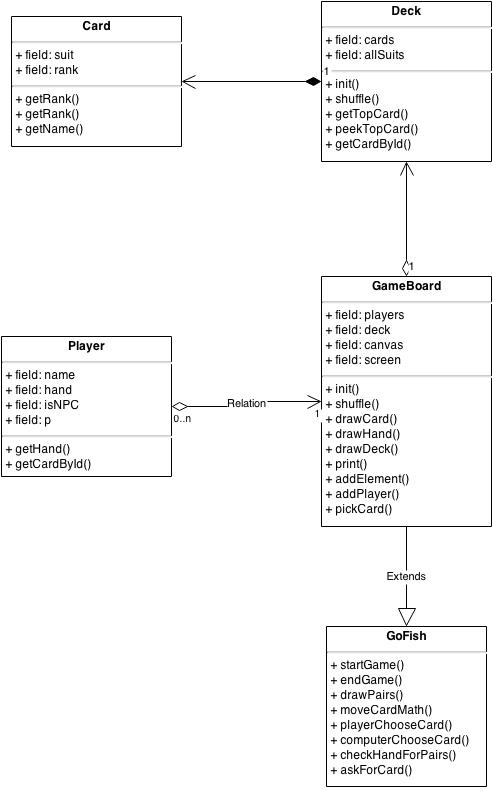 Card
+ field: suit
+ field: rank
+ getRank()
+ getRank()
+ getName()
Deck
+ field: cards
+ field: allSuits
1
+ init()
+ shuffle()
+ getTopCard()
+ peekTopCard()
+ getCardById()
1
GameBoard
+ field: players
+ field: deck
+ field: canvas
+ field: screen
+ init()
+ shuffle()
+ drawCard()
+ drawHand()
+ drawDeck()
+ print()
+ addElement()
+ addPlayer()
+ pickCard()
Player
+ field: name
+ field: hand
+ field: isNPC
+ field: p
+ getHand()
+ getCardById()
0..n
Relation
1
Extends
GoFish
+ startGame()
+ endGame()
+ drawPairs()
+ moveCardMath()
+ playerChooseCard()
+ computerChooseCard()
+ checkHandForPairs()
+ askForCard()